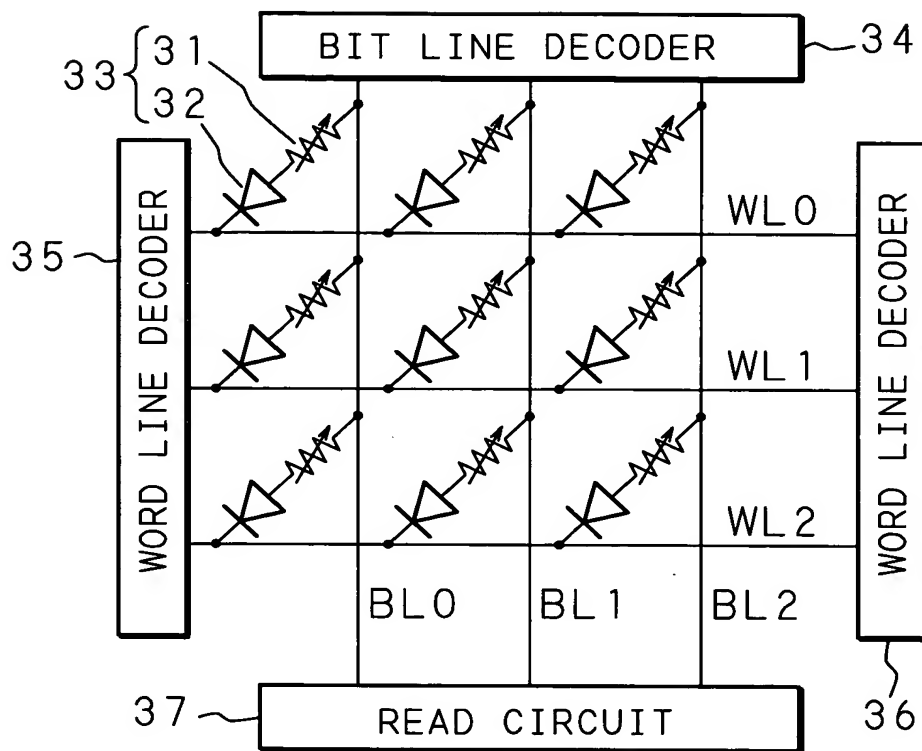 BIT LINE DECODER
34
33
31
32
WORD LINE DECODER
35
WL0
WL1
WL2
WORD LINE DECODER
36
BL0
BL1
BL2
READ CIRCUIT
37